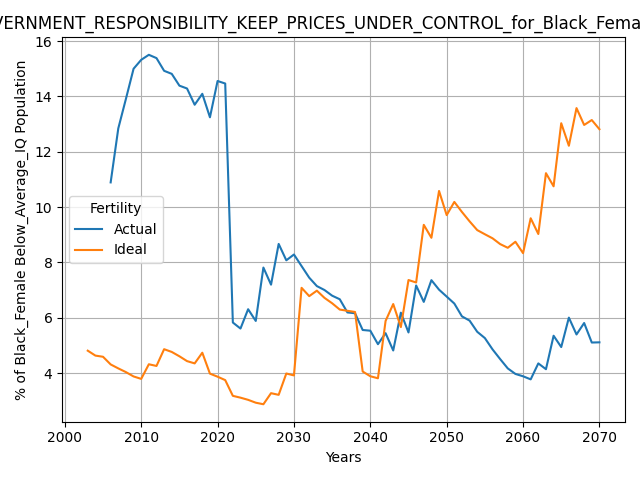 VERNMENT_RESPONSIBILITY_KEEP_PRICES_UNDER_CONTROL_for_Black_Fema
% of Black_Female Below_Average_IQ Population
16
14
12
10
8
6
4
Fertility
Actual
Ideal
2000 2010 2020 2030 2040 2050 2060 2070
Years